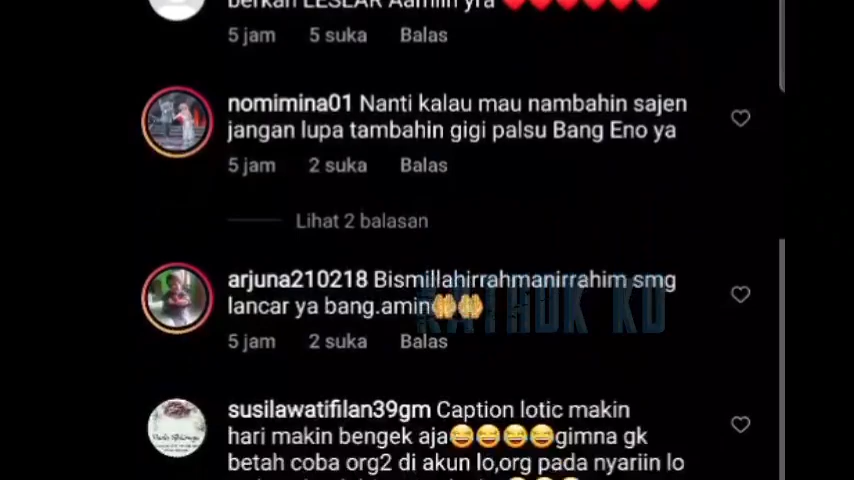 berkah LESLAR Aamiin yra ❤️❤️❤️❤️❤️❤️
5 jam 5 suka Balas
nomimina01 Nanti kalau mau nambahin sajen
jangan lupa tambahin gigi palsu Bang Eno ya
5 jam 2 suka Balas
Lihat 2 balasan
arjuna210218 Bismillahirrahmanirrahim smg
lancar ya bang.amin🤲🤲
KATHUK KU
5 jam 2 suka Balas
susilawatifilan39gm Caption lotic makin
hari makin bengek aja😆😆😆😆gimna gk
betah coba org2 di akun lo,org pada nyariin lo